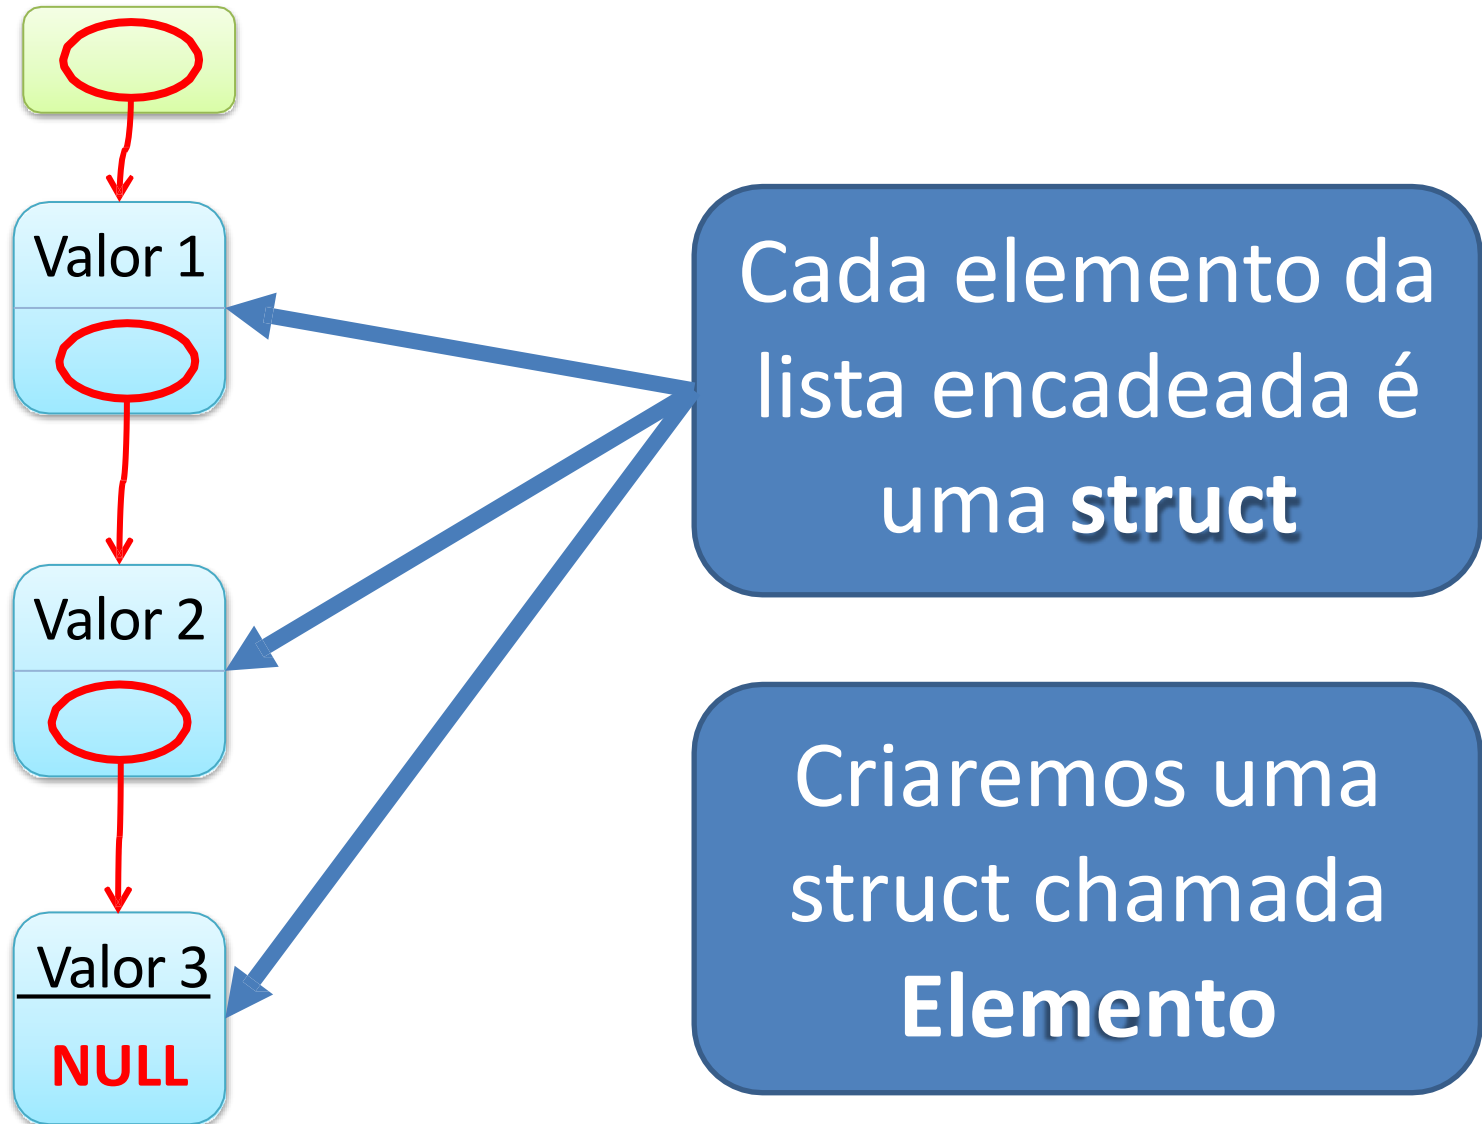 Valor 1
Cada elemento da
lista encadeada é
uma struct
Valor 2
Criaremos uma
struct chamada
Elemento
Valor 3
NULL